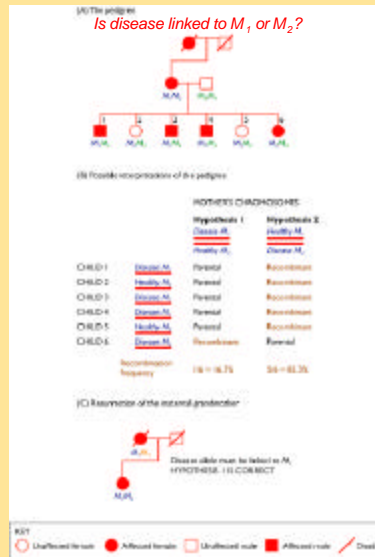 (A) The pedigree
Is disease linked to M1 or M2?
1 2 3 4 5 6
(B) Possible interpretations of the pedigree
MOTHER'S CHROMOSOMES
Hypothesis 1 Hypothesis 2
Disease M1 Healthy M1
Healthy M2 Disease M2
CHILD 1 Disease M1 Parental Recombinant
CHILD 2 Healthy M2 Parental Recombinant
CHILD 3 Disease M1 Parental Recombinant
CHILD 4 Disease M1 Parental Recombinant
CHILD 5 Healthy M2 Parental Recombinant
CHILD 6 Disease M2 Recombinant Parental
Recombination
frequency 1/6 = 16.7% 5/6 = 83.3%
(C) Resurrection of the maternal grandmother
Disease allele must be linked to M1
HYPOTHESIS 1 IS CORRECT
KEY
Unaffected female Affected female Unaffected male Affected male